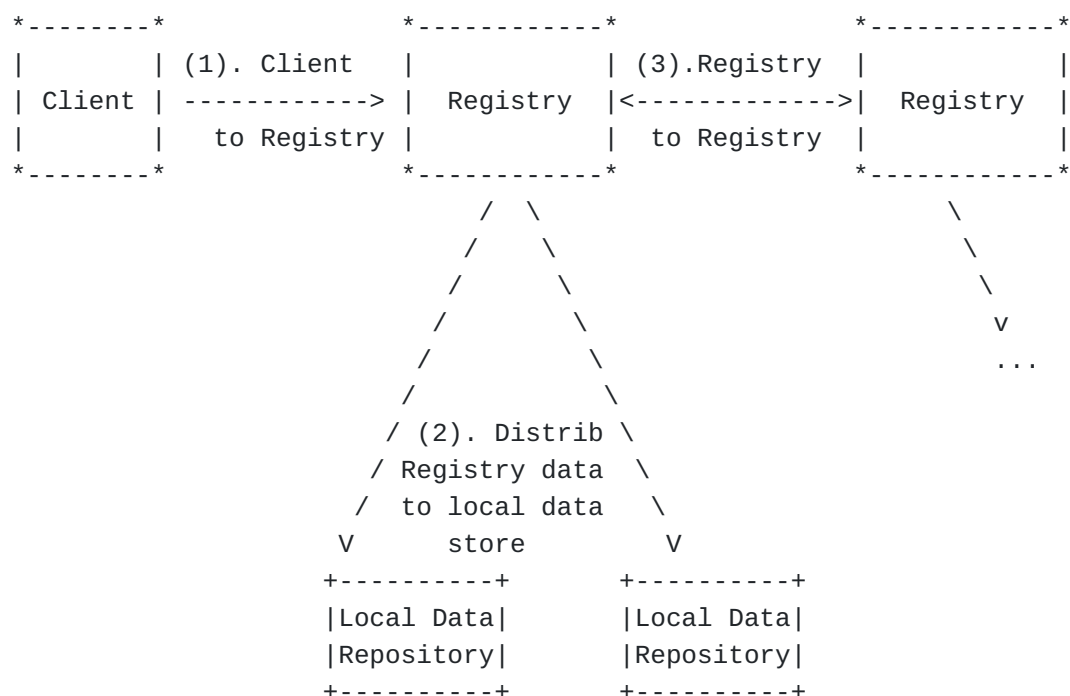 (1). Client (3).Registry
Client Registry Registry
to Registry to Registry
...
(2). Distrib
Registry data
to local data
store
Local Data Local Data
Repository Repository